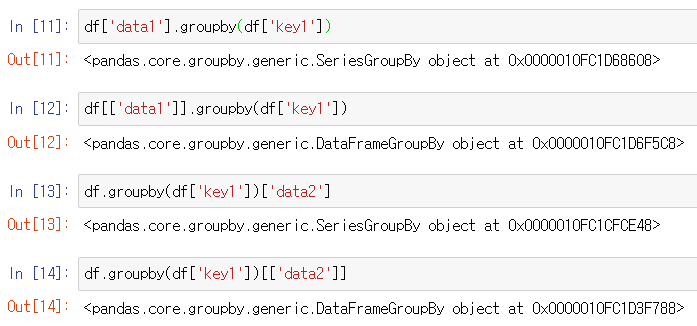 In [11]: df['data1'].groupby(df['key1'])
Out[11]: <pandas.core.groupby.generic.SeriesGroupBy object at 0x0000010FC1D68608>
In [12]: df[['data1']].groupby(df['key1'])
Out[12]: <pandas.core.groupby.generic.DataFrameGroupBy object at 0x0000010FC1D6F5C8>
In [13]: df.groupby(df['key1'])['data2']
Out[13]: <pandas.core.groupby.generic.SeriesGroupBy object at 0x0000010FC1CFCE48>
In [14]: df.groupby(df['key1'])[['data2']]
Out[14]: <pandas.core.groupby.generic.DataFrameGroupBy object at 0x0000010FC1D3F788>